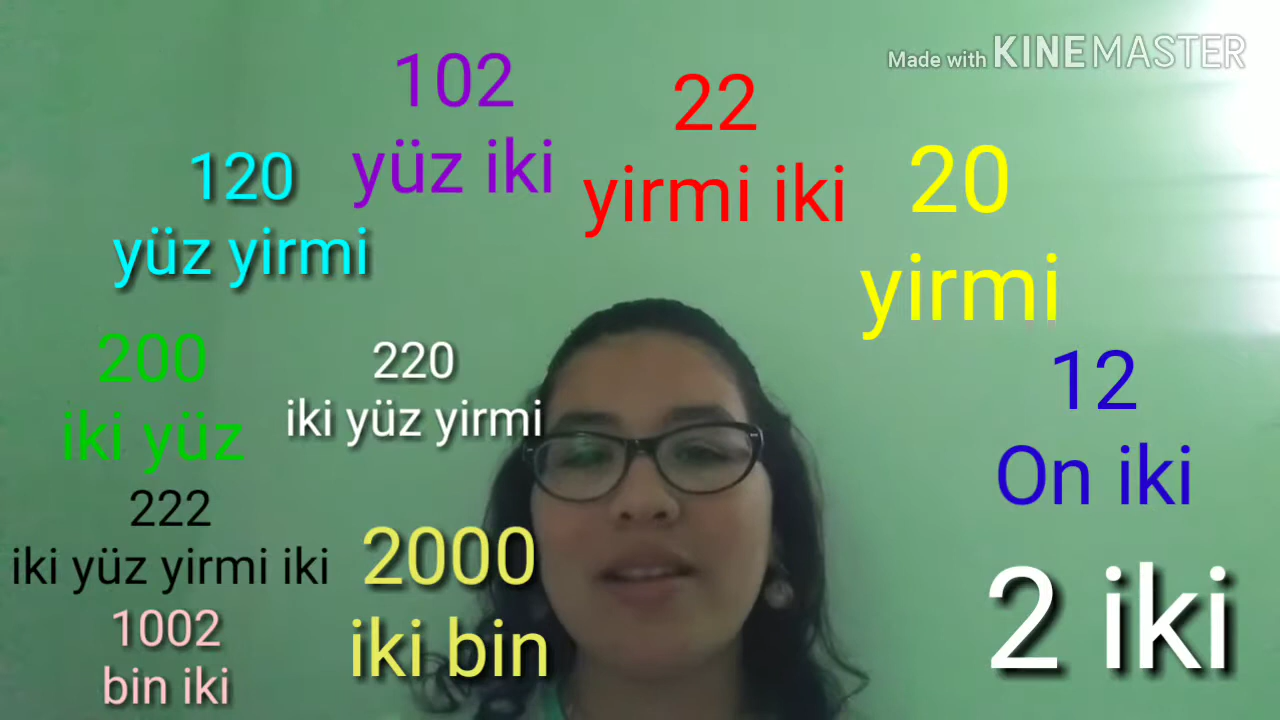 Made with KINEMASTER
102
yüz iki
22
yirmi iki
20
yirmi
120
yüz yirmi
200
iki yüz
220
iki yüz yirmi
12
On iki
222
iki yüz yirmi iki
2000
iki bin
1002
bin iki
2 iki